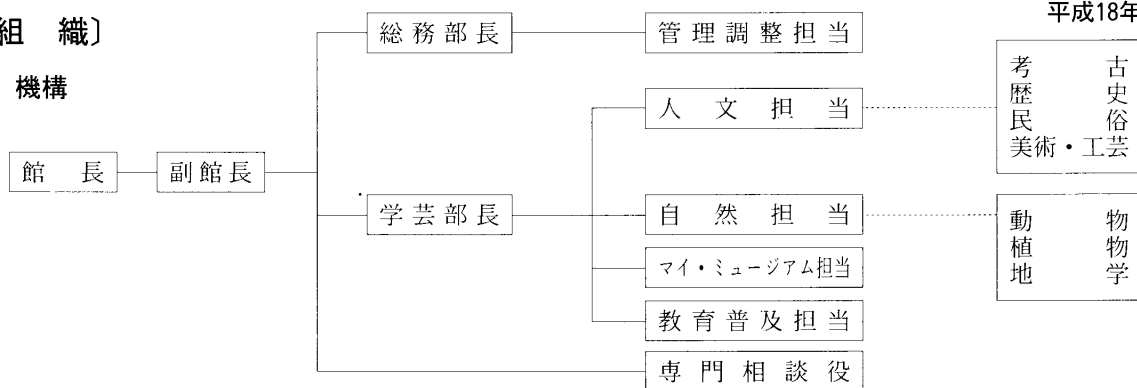 組　織〕
平成18年
機構
館長
副館長
総務部長
管理調整担当
学芸部長
人文担当
考古
歴史
民俗
美術・工芸
自然担当
動物
植物
地学
マイ・ミュージアム担当
教育普及担当
専門相談役